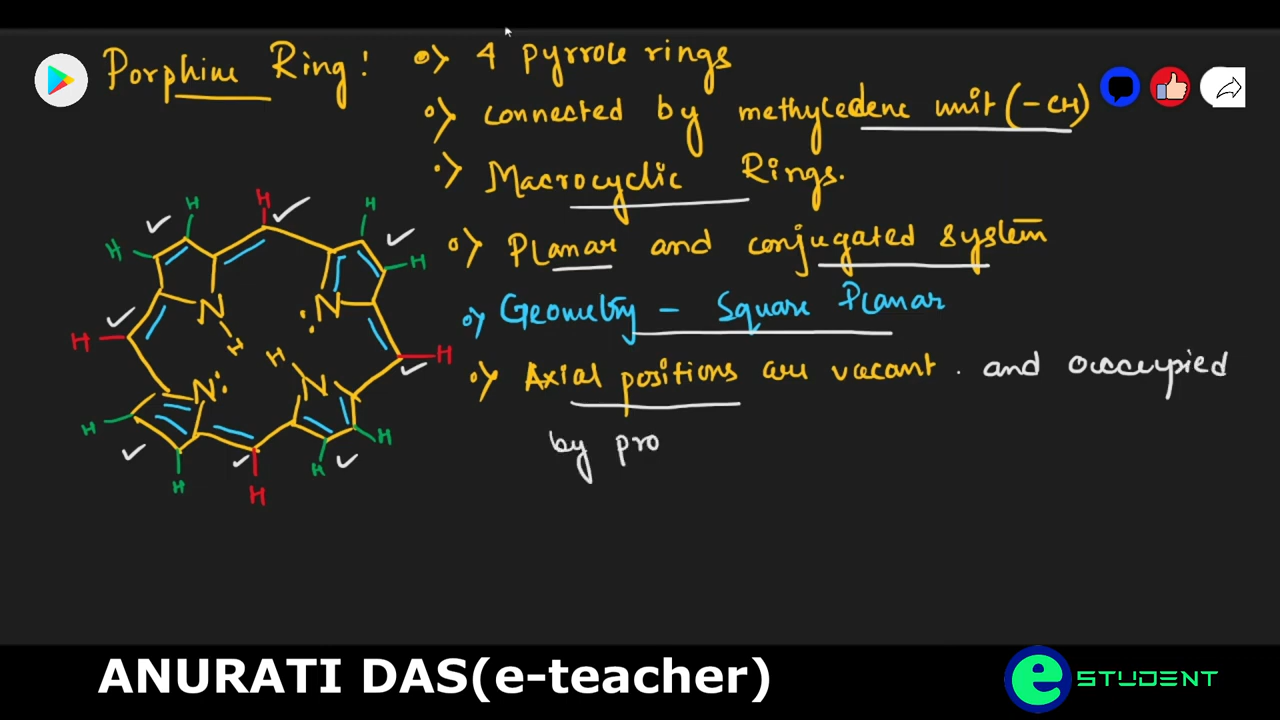 Porphine Ring!
•> 4 pyrrole rings
•> connected by methyledene unit (-CH)
•> Macrocyclic Rings.
•> Planar and conjugated system
•> Geometry - Square Planar
•> Axial positions are vacant. and occupied
by pro
H
H
H
H
H
H
N
N
H
H
H
H
N
N
H
H
H
H
H
H
ANURATI DAS(e-teacher)
e STUDENT